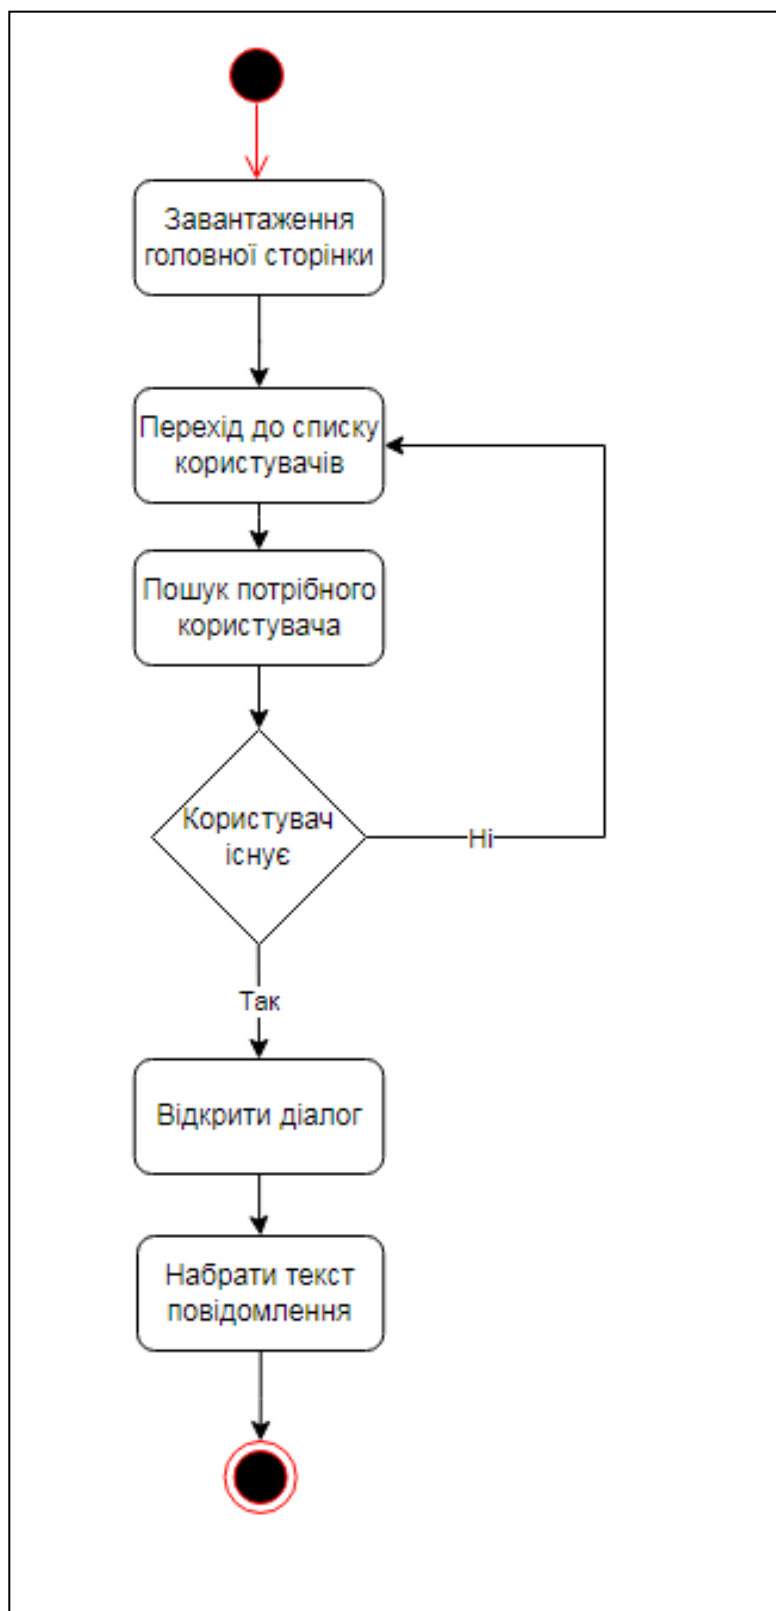 Завантаження
головної сторінки
Перехід до списку
користувачів
Пошук потрібного
користувача
Користувач
існує
Ні
Так
Відкрити діалог
Набрати текст
повідомлення